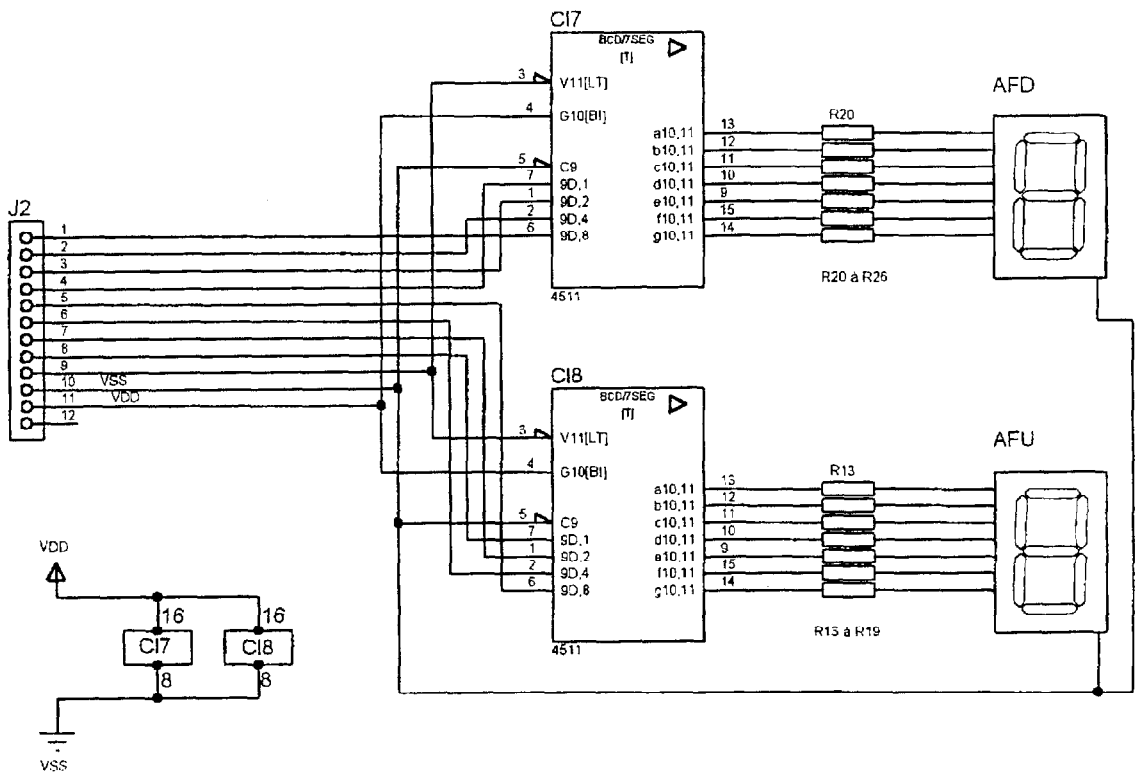 CI7
BCD/7SEG
[T]
3
V11[LT]
4
G10[BI]
5
C9
7
9D,1
1
9D,2
2
9D,4
6
9D,8
a10,11
13
b10,11
12
c10,11
11
d10,11
10
e10,11
9
f10,11
15
g10,11
14
4511
R20
R20 à R26
AFD
J2
1
2
3
4
5
6
7
8
9
10
VSS
11
VDD
12
CI8
BCD/7SEG
[T]
3
V11[LT]
4
G10[BI]
5
C9
7
9D,1
1
9D,2
2
9D,4
6
9D,8
a10,11
13
b10,11
12
c10,11
11
d10,11
10
e10,11
9
f10,11
15
g10,11
14
4511
R13
R13 à R19
AFU
VDD
16
16
CI7
CI8
8
8
VSS